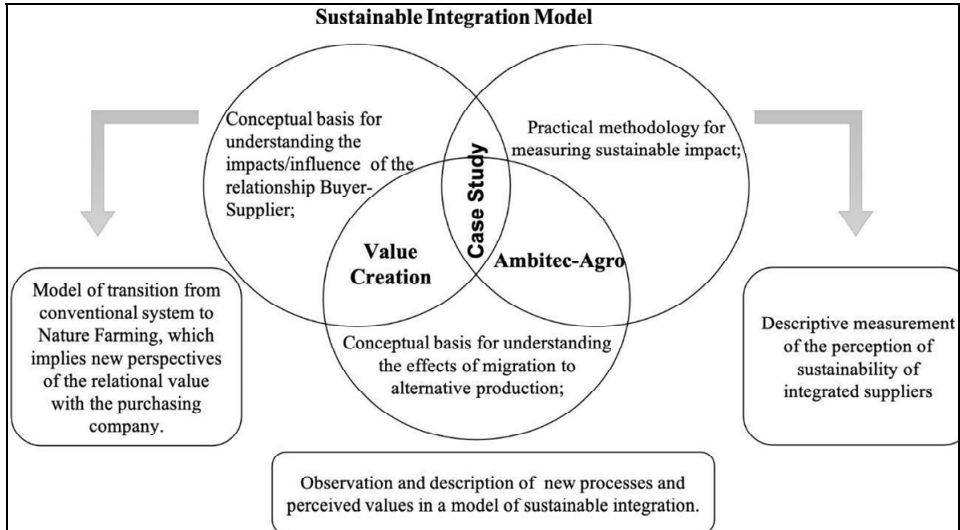 Sustainable Integration Model
Conceptual basis for
understanding the
impacts/influence of the
relationship Buyer-
Supplier;
Practical methodology for
measuring sustainable impact;
Case Study
Value
Creation
Ambitec-Agro
Conceptual basis for understanding
the effects of migration to
alternative production;
Model of transition from
conventional system to
Nature Farming, which
implies new perspectives
of the relational value
with the purchasing
company.
Descriptive measurement
of the perception of
sustainability of
integrated suppliers
Observation and description of new processes and
perceived values in a model of sustainable integration.